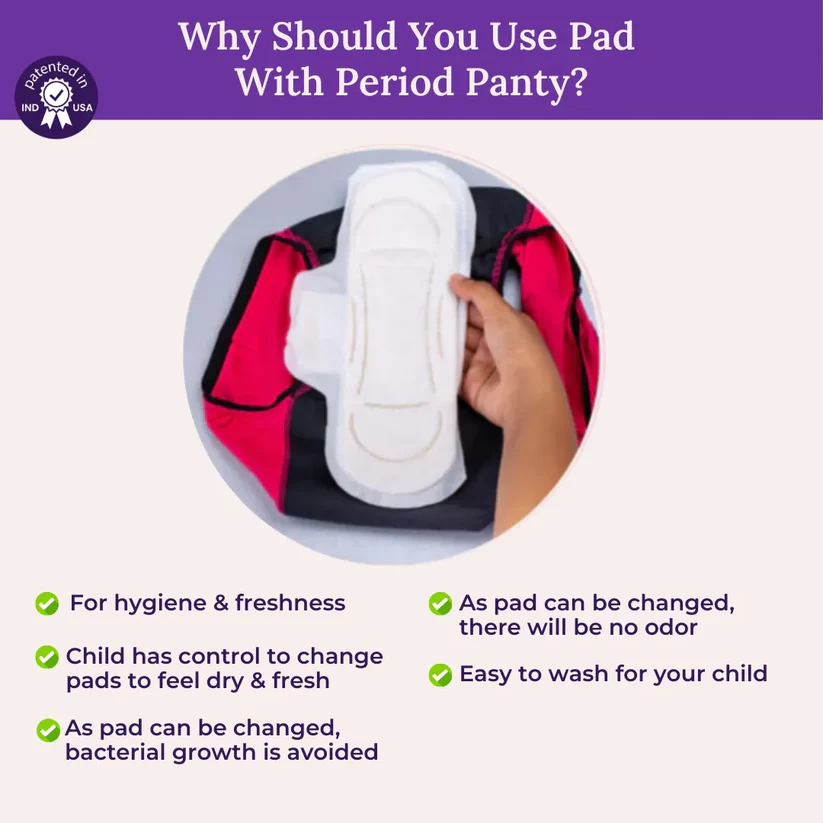 Why Should You Use Pad
With Period Panty?
patented in
IND USA
For hygiene & freshness
Child has control to change
pads to feel dry & fresh
As pad can be changed,
bacterial growth is avoided
As pad can be changed,
there will be no odor
Easy to wash for your child